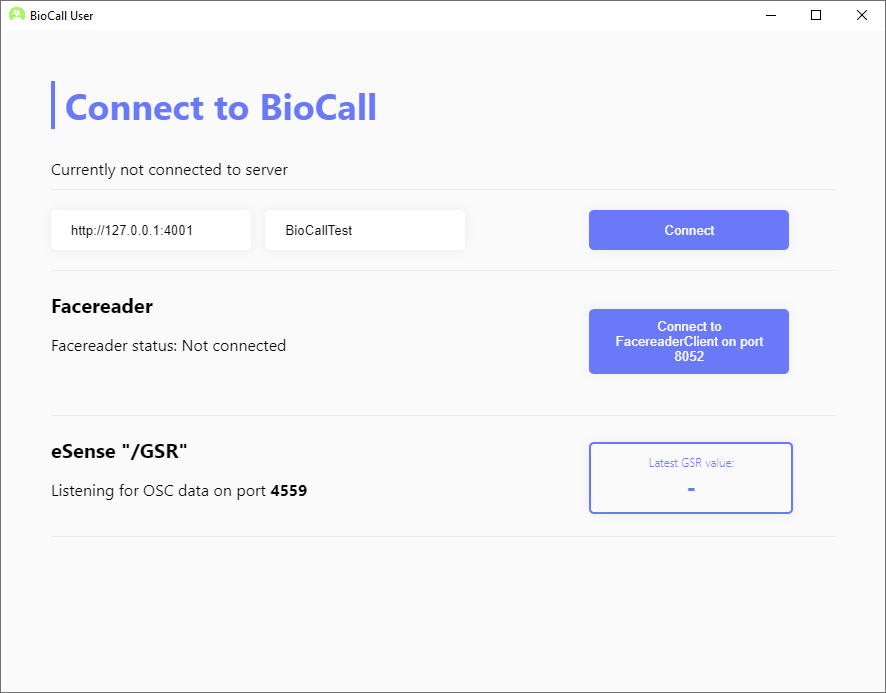 BioCall User
Connect to BioCall
Currently not connected to server
http://127.0.0.1:4001
BioCallTest
Connect
Facereader
Facereader status: Not connected
Connect to
FacereaderClient on port
8052
eSense "/GSR"
Listening for OSC data on port 4559
Latest GSR value:
-